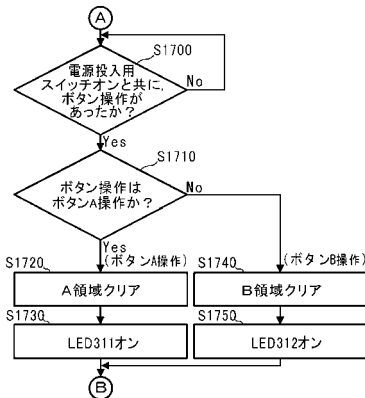 A
S1700
電源投入用
スイッチオンと共に,
ボタン操作が
あったか？
No
Yes
S1710
ボタン操作は
ボタンA操作か？
No
Yes
(ボタンA操作)
(ボタンB操作)
S1720
S1740
A領域クリア
B領域クリア
S1730
S1750
LED311オン
LED312オン
B